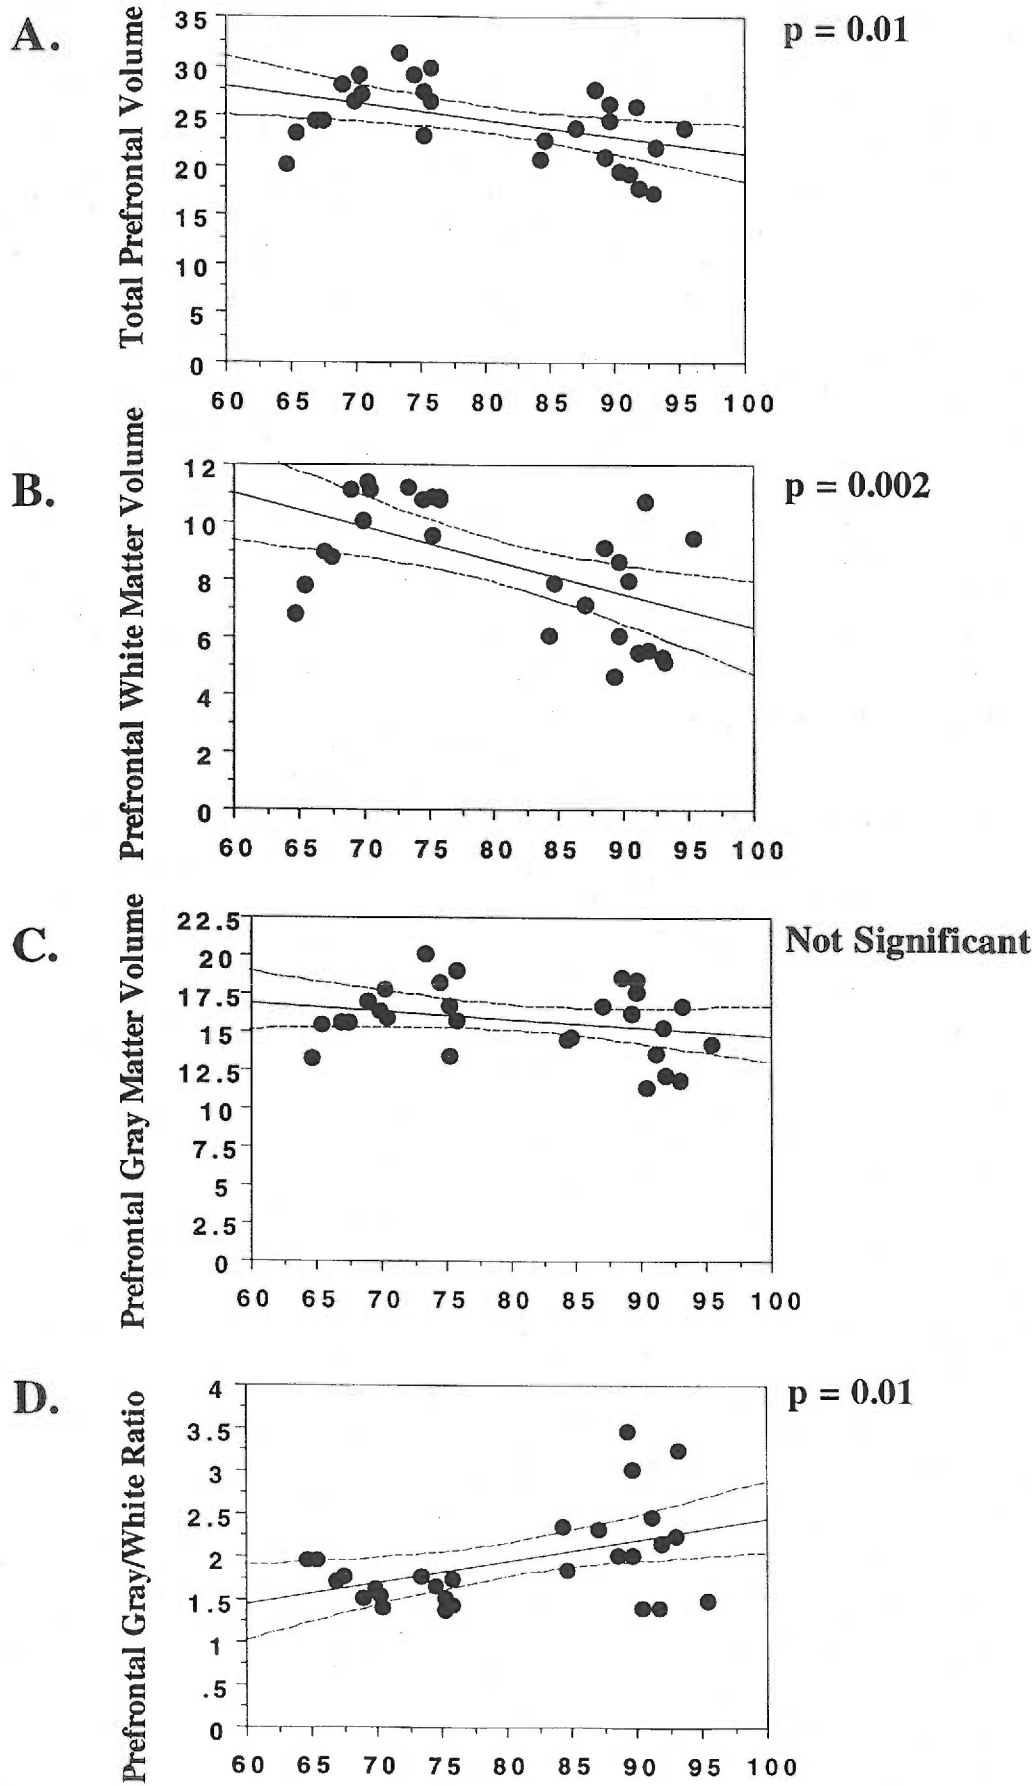 A.
p = 0.01
Total Prefrontal Volume
35
30
25
20
15
10
5
0
60 65 70 75 80 85 90 95 100
B.
p = 0.002
Prefrontal White Matter Volume
12
10
8
6
4
2
0
60 65 70 75 80 85 90 95 100
C.
Not Significant
Prefrontal Gray Matter Volume
22.5
20
17.5
15
12.5
10
7.5
5
2.5
0
60 65 70 75 80 85 90 95 100
D.
p = 0.01
Prefrontal Gray/White Ratio
4
3.5
3
2.5
2
1.5
1
.5
0
60 65 70 75 80 85 90 95 100